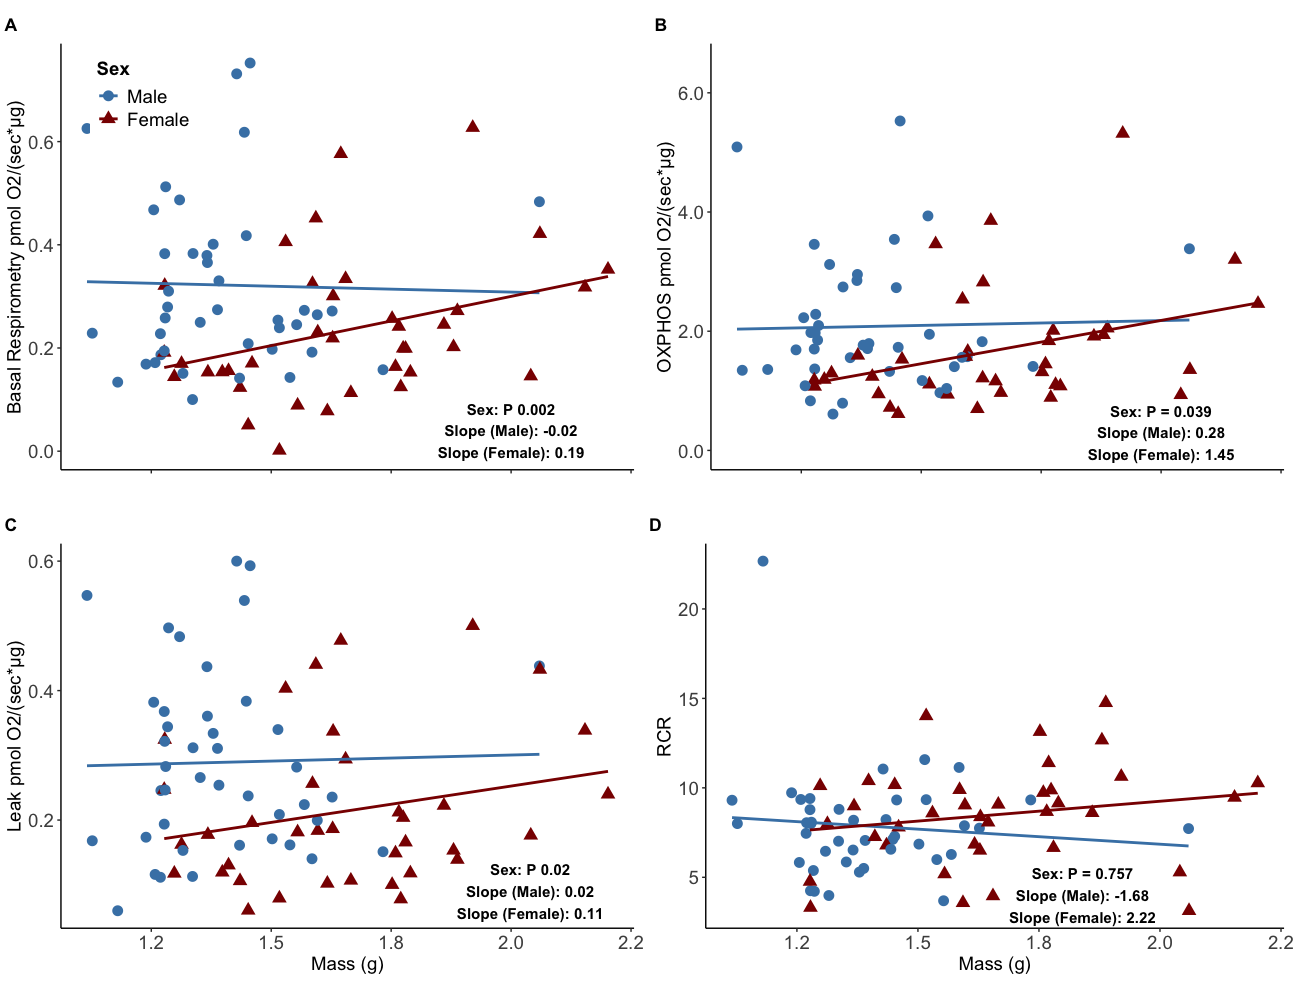 A
Basal Respirometry pmol O2/(sec*µg)
Sex
Male
Female
0.6
0.4
0.2
0.0
Sex: P 0.002
Slope (Male): -0.02
Slope (Female): 0.19
B
OXPHOS pmol O2/(sec*µg)
6.0
4.0
2.0
0.0
Sex: P = 0.039
Slope (Male): 0.28
Slope (Female): 1.45
C
Leak pmol O2/(sec*µg)
0.6
0.4
0.2
Sex: P 0.02
Slope (Male): 0.02
Slope (Female): 0.11
1.2 1.5 1.8 2.0 2.2
Mass (g)
D
RCR
20
15
10
5
Sex: P = 0.757
Slope (Male): -1.68
Slope (Female): 2.22
1.2 1.5 1.8 2.0 2.2
Mass (g)